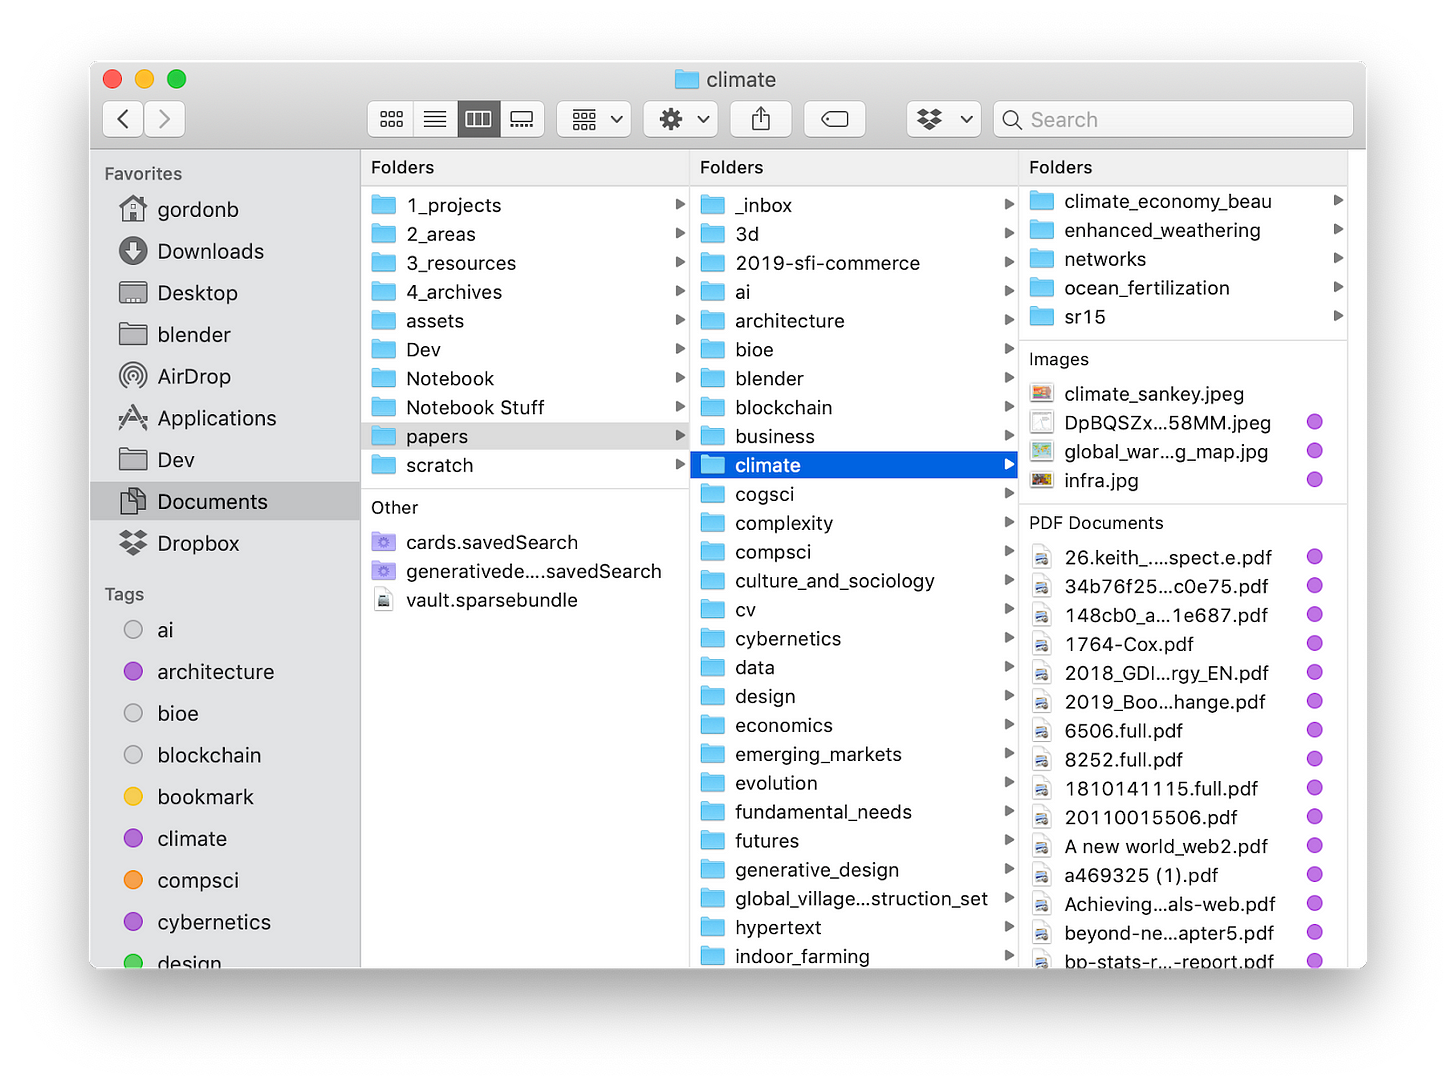 climate
Search
Favorites
gordonb
Downloads
Desktop
blender
AirDrop
Applications
Dev
Documents
Dropbox
Tags
ai
architecture
bioe
blockchain
bookmark
climate
compsci
cybernetics
design
Folders
1_projects
2_areas
3_resources
4_archives
assets
Dev
Notebook
Notebook Stuff
papers
scratch
Other
cards.savedSearch
generativede....savedSearch
vault.sparsebundle
Folders
_inbox
3d
2019-sfi-commerce
ai
architecture
bioe
blender
blockchain
business
climate
cogsci
complexity
compsci
culture_and_sociology
cv
cybernetics
data
design
economics
emerging_markets
evolution
fundamental_needs
futures
generative_design
global_village...struction_set
hypertext
indoor_farming
Folders
climate_economy_beau
enhanced_weathering
networks
ocean_fertilization
sr15
Images
climate_sankey.jpeg
DpBQSZx...58MM.jpeg
global_war...g_map.jpg
infra.jpg
PDF Documents
26.keith_....spect.e.pdf
34b76f25...c0e75.pdf
148cb0_a...1e687.pdf
1764-Cox.pdf
2018_GDI...rgy_EN.pdf
2019_Boo...hange.pdf
6506.full.pdf
8252.full.pdf
1810141115.full.pdf
20110015506.pdf
A new world_web2.pdf
a469325 (1).pdf
Achieving...als-web.pdf
beyond-ne...apter5.pdf
bp-stats-r...-report.pdf